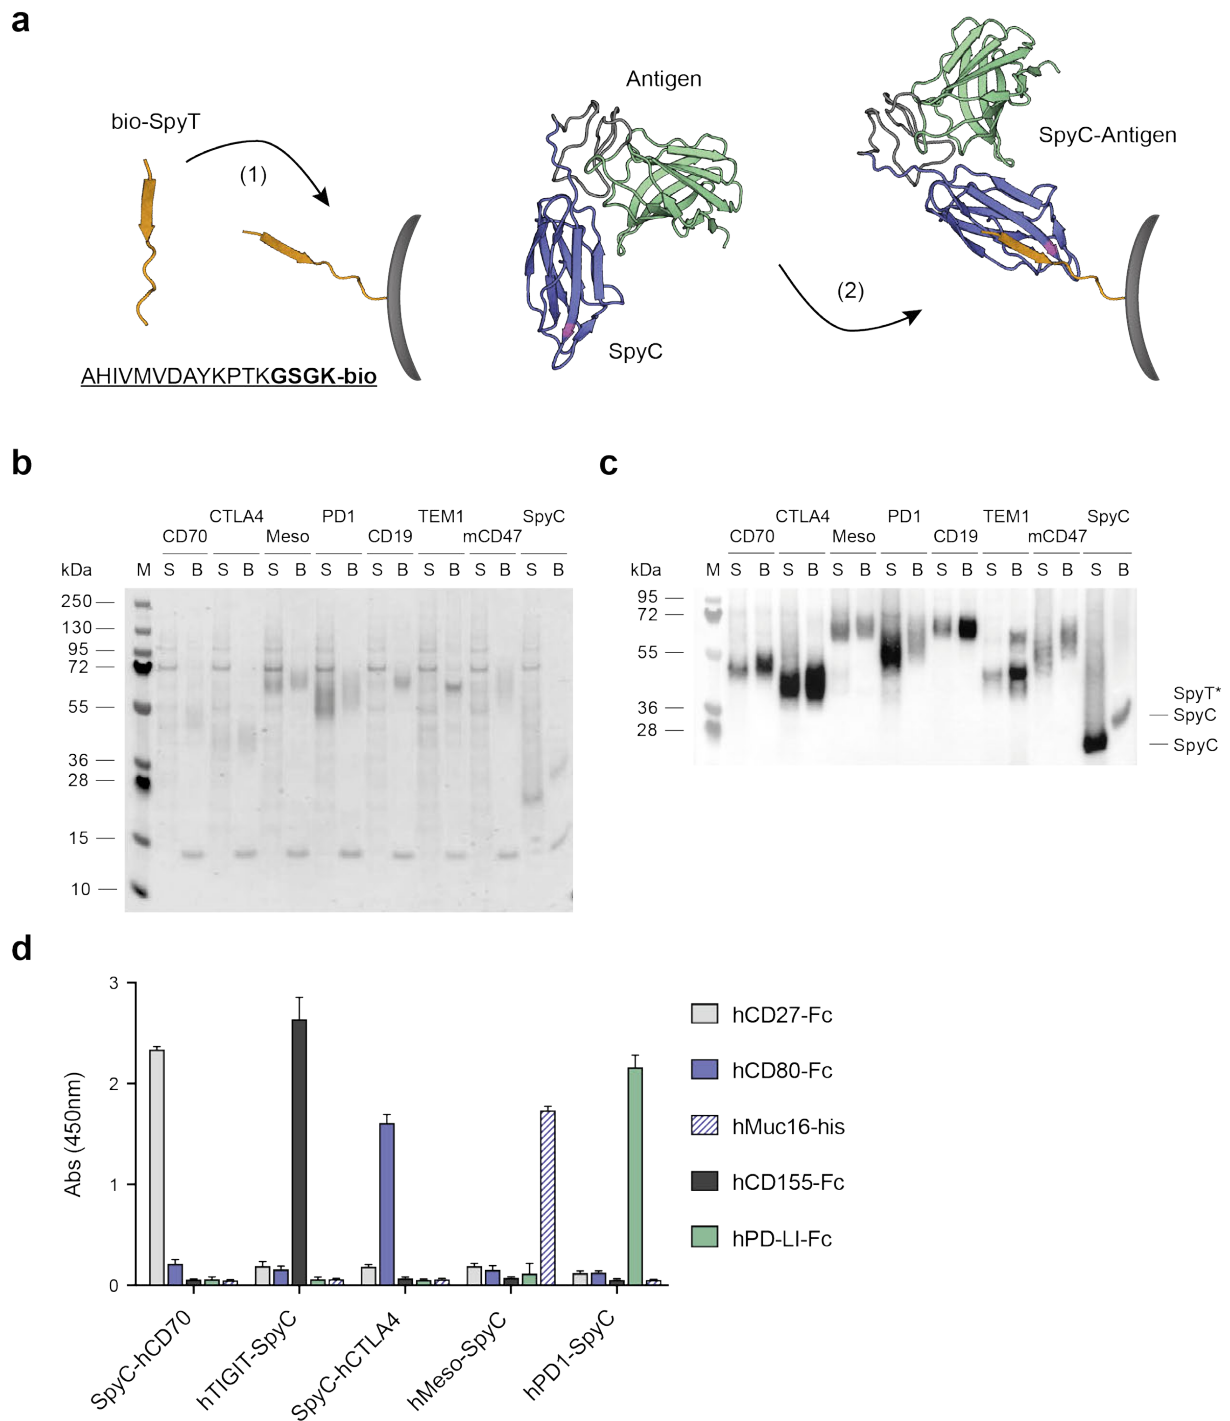 a
Antigen
bio-SpyT
(1)
SpyC-Antigen
(2)
SpyC
AHIVMVDAYKPTKGSGK-bio
b
c
CTLA4 PD1 TEM1 SpyC
CD70 Meso CD19 mCD47
kDa M S B S B S B S B S B S B S B S B
250
130
95
72
55
36
28
15
10
CTLA4 PD1 TEM1 SpyC
CD70 Meso CD19 mCD47
kDa M S B S B S B S B S B S B S B S B
95
72
55
36
28
SpyT*
SpyC
SpyC
d
Abs (450nm)
3
2
1
0
SpyC-hCD70
hTIGIT-SpyC
SpyC-hCTLA4
hMeso-SpyC
hPD1-SpyC
hCD27-Fc
hCD80-Fc
hMuc16-his
hCD155-Fc
hPD-LI-Fc